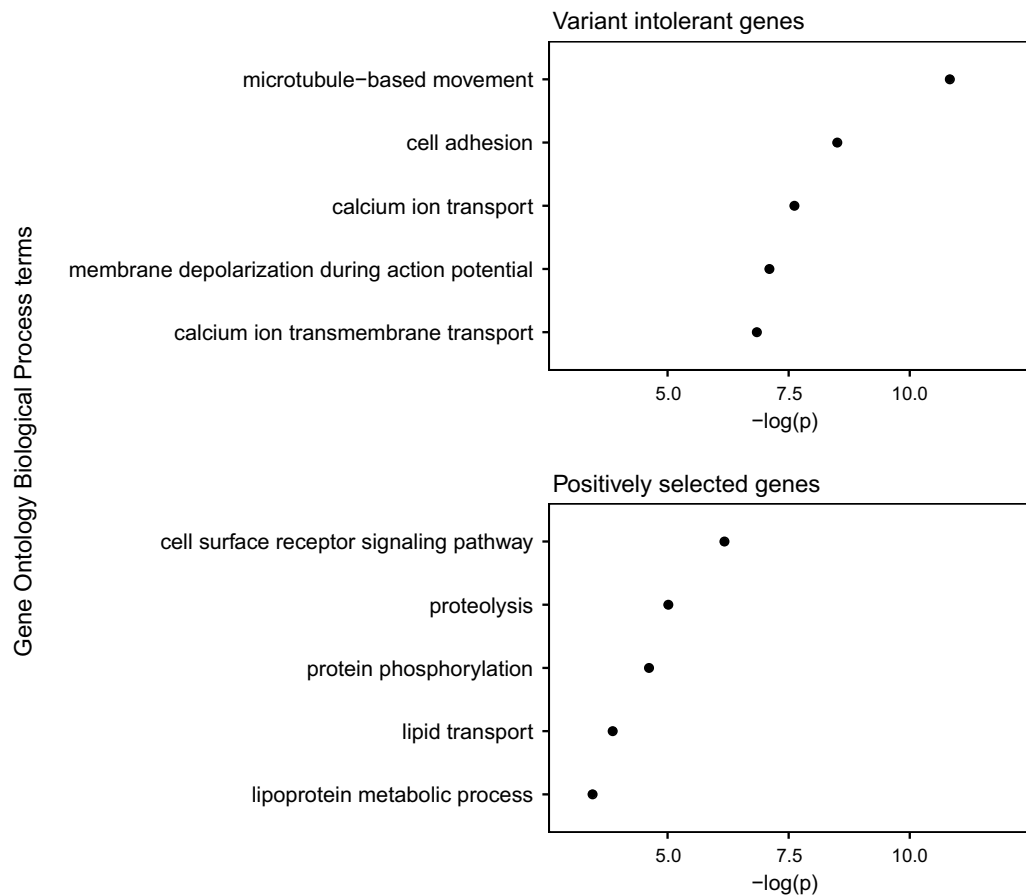 Gene Ontology Biological Process terms
Variant intolerant genes
microtubule−based movement
cell adhesion
calcium ion transport
membrane depolarization during action potential
calcium ion transmembrane transport
5.0 7.5 10.0
−log(p)
Positively selected genes
cell surface receptor signaling pathway
proteolysis
protein phosphorylation
lipid transport
lipoprotein metabolic process
5.0 7.5 10.0
−log(p)